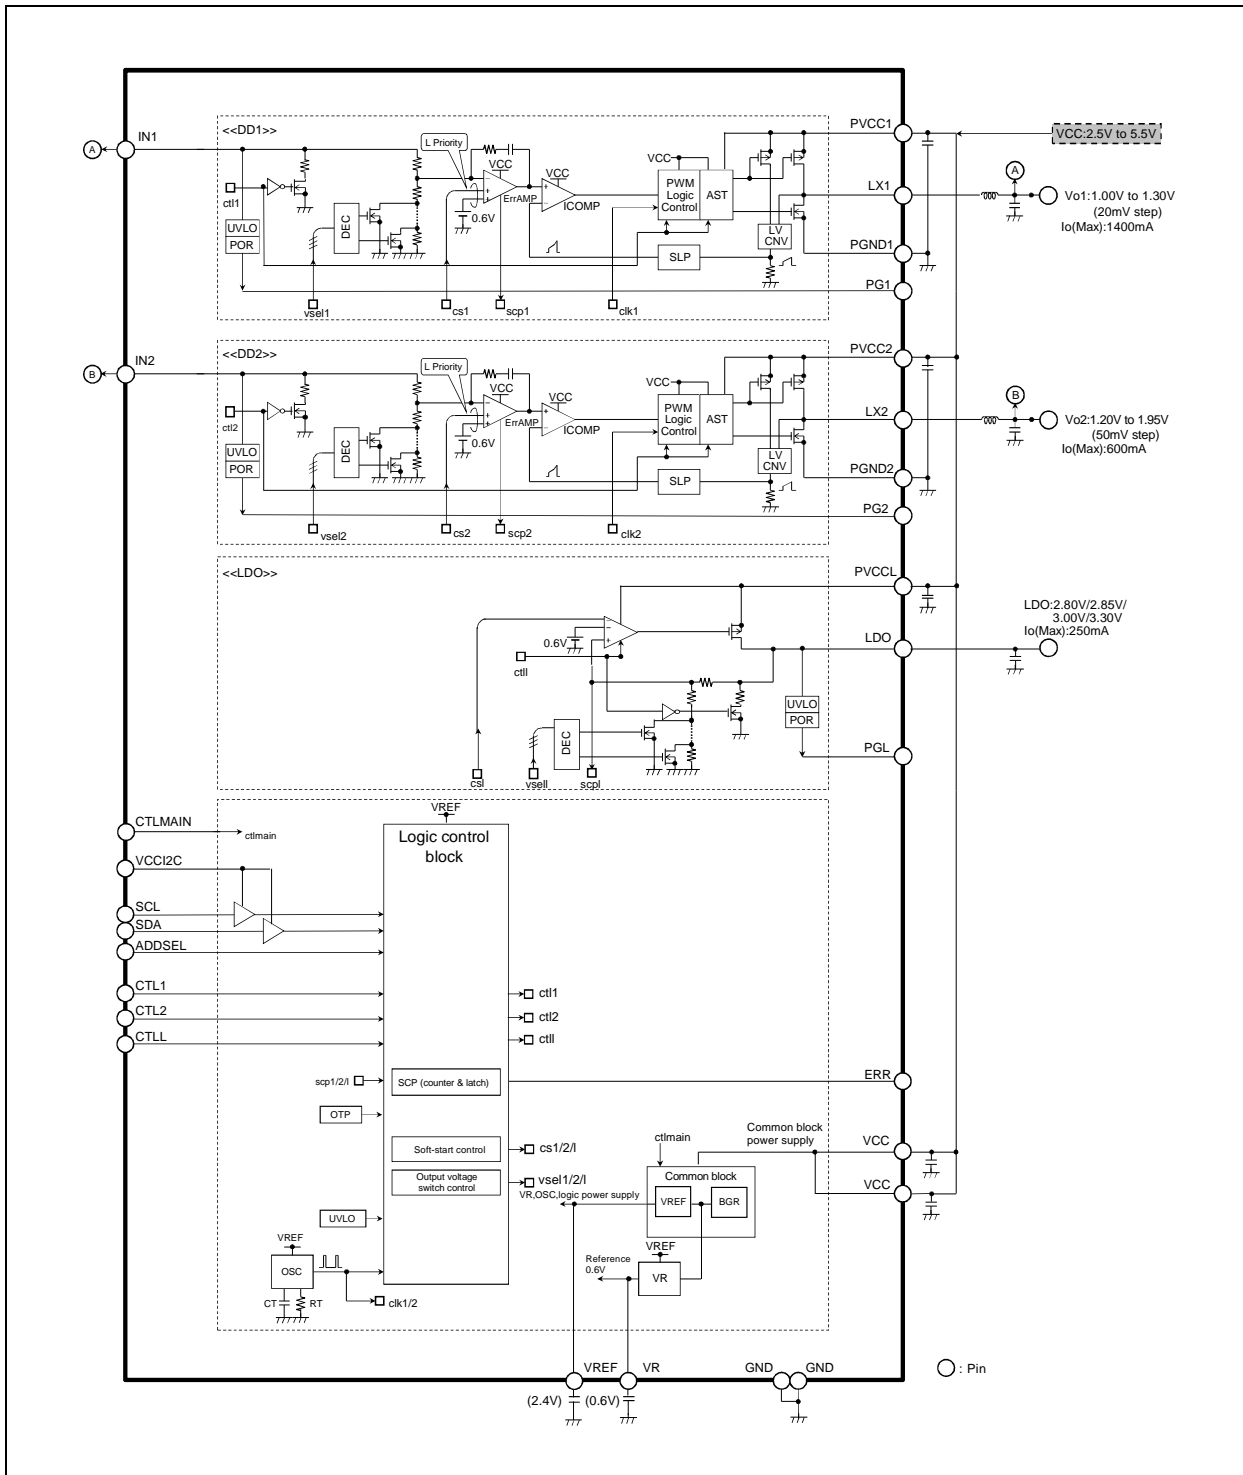 <<DD1>>
IN1
A
ctl1
UVLO
POR
DEC
vsel1
L Priority
VCC
ErrAMP
0.6V
cs1
scp1
VCC
ICOMP
clk1
VCC
PWM
Logic
Control
AST
SLP
LV
CNV
PVCC1
LX1
PGND1
PG1
VCC:2.5V to 5.5V
A
Vo1:1.00V to 1.30V
(20mV step)
Io(Max):1400mA
<<DD2>>
IN2
B
ctl2
UVLO
POR
DEC
vsel2
L Priority
VCC
ErrAMP
0.6V
cs2
scp2
VCC
ICOMP
clk2
VCC
PWM
Logic
Control
AST
SLP
LV
CNV
PVCC2
LX2
PGND2
PG2
B
Vo2:1.20V to 1.95V
(50mV step)
Io(Max):600mA
<<LDO>>
0.6V
ctll
csl
vsell
DEC
scpl
UVLO
POR
PVCCL
LDO
PGL
LDO:2.80V/2.85V/
3.00V/3.30V
Io(Max):250mA
CTLMAIN
ctlmain
VCCI2C
SCL
SDA
ADDSEL
CTL1
CTL2
CTLL
VREF
Logic control
block
ctl1
ctl2
ctll
scp1/2/l
SCP (counter & latch)
ERR
OTP
Soft-start control
cs1/2/l
Output voltage
switch control
vsel1/2/l
UVLO
VREF
OSC
CT
RT
clk1/2
ctlmain
Common block
power supply
VCC
VCC
Common block
VREF
BGR
VR,OSC,logic power supply
VREF
VR
Reference
0.6V
VREF
VR
GND
GND
(2.4V)
(0.6V)
: Pin